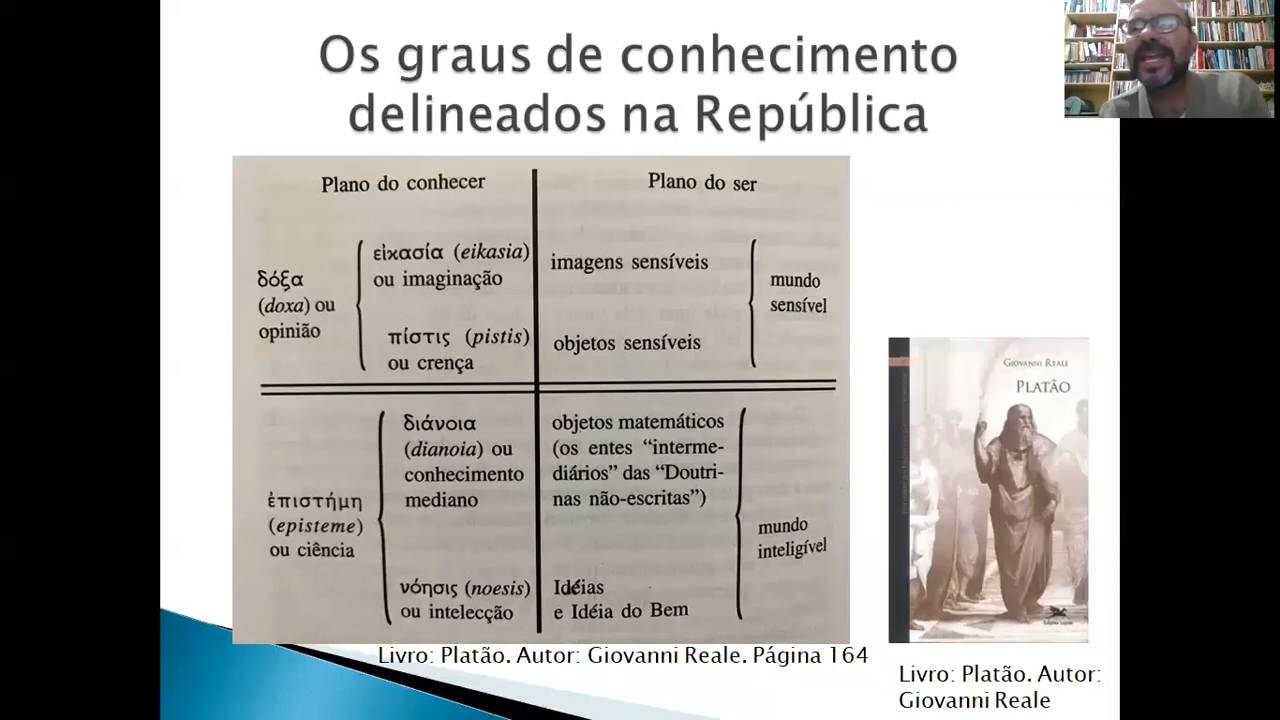 Os graus de conhecimento
delineados na República
Plano do conhecer
Plano do ser
δόξα
(doxa) ou
opinião
εἰκασία (eikasia)
ou imaginação
πίστις (pistis)
ou crença
imagens sensíveis
objetos sensíveis
mundo
sensível
ἐπιστήμη
(episteme)
ou ciência
διάνοια
(dianoia) ou
conhecimento
mediano
νόησις (noesis)
ou intelecção
objetos matemáticos
(os entes “interme-
diários” das “Doutri-
nas não-escritas”)
Idéias
e Idéia do Bem
mundo
inteligível
GIOVANNI REALE
PLATÃO
Livro: Platão. Autor: Giovanni Reale. Página 164
Livro: Platão. Autor:
Giovanni Reale